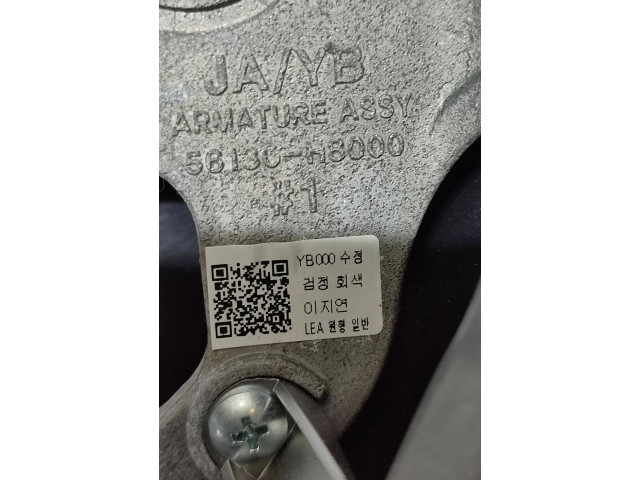 JA/YB
ARMATURE ASSY
56130-H8000
#1
YB000 수정
검정 회색
이지연
LEA 원형 일반